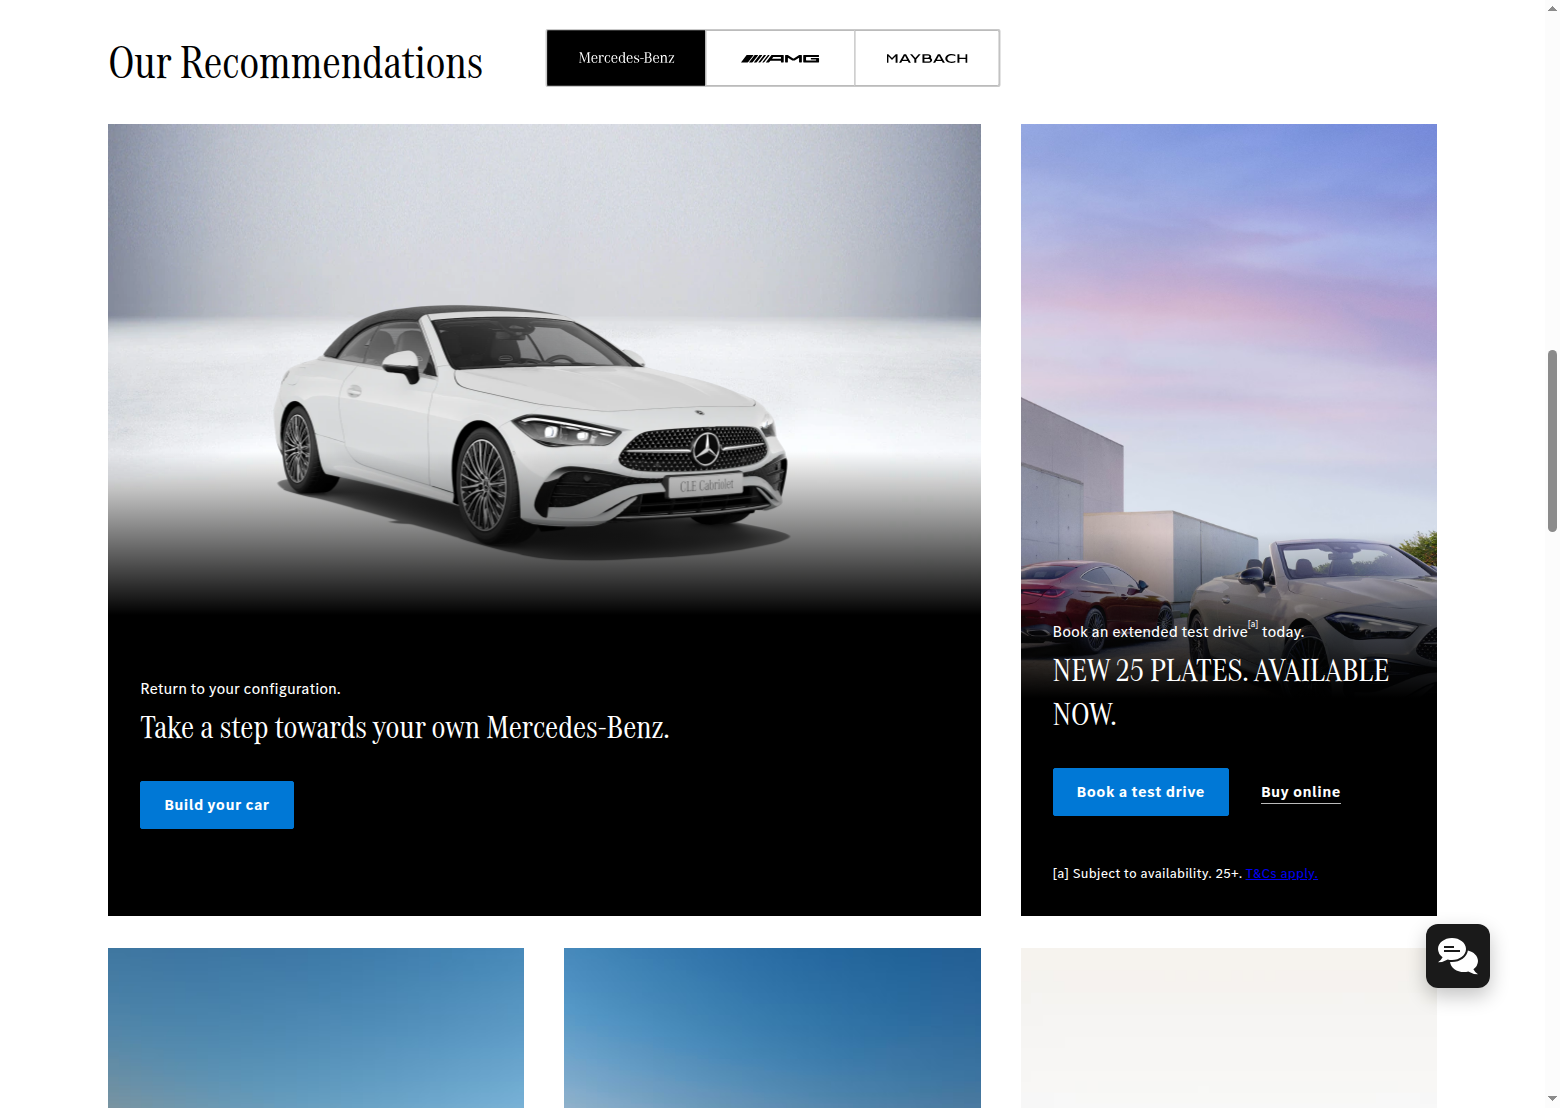 Our Recommendations
Mercedes-Benz
AMG
MAYBACH
CLE Cabriolet
Return to your configuration.
Take a step towards your own Mercedes-Benz.
Build your car
Book an extended test drive[a] today.
NEW 25 PLATES. AVAILABLE
NOW.
Book a test drive
Buy online
[a] Subject to availability. 25+. T&Cs apply.